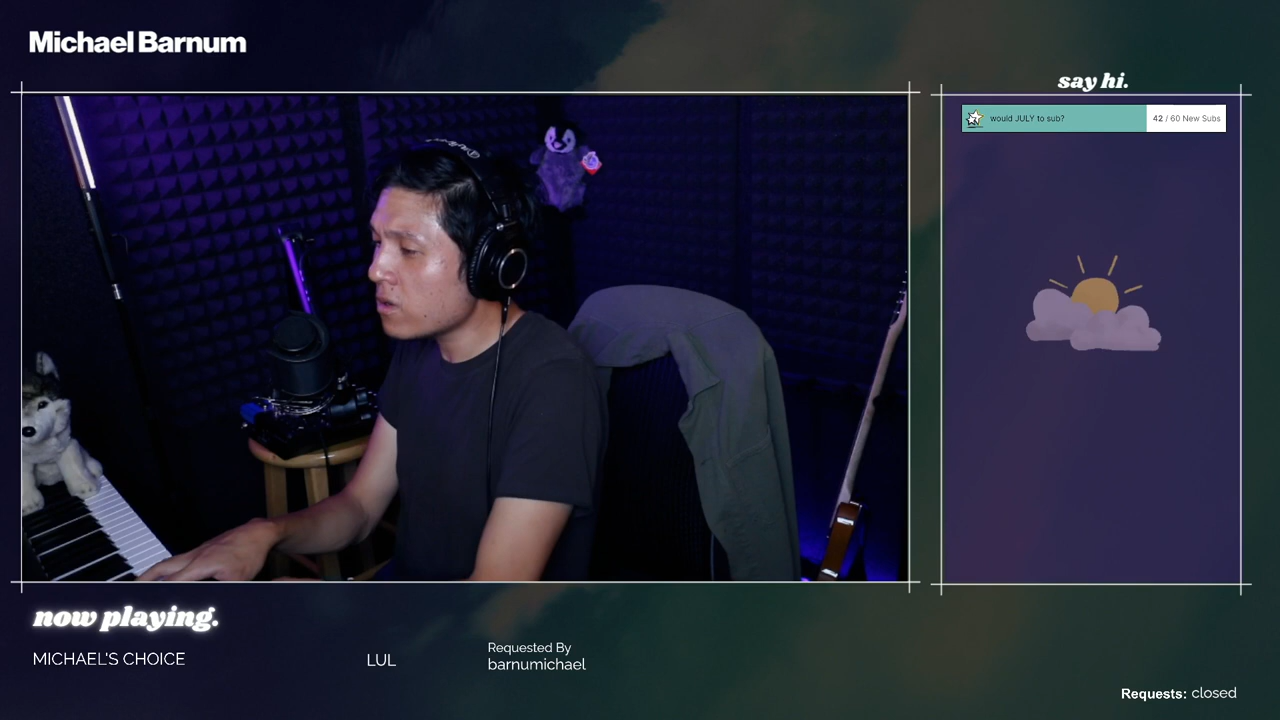 Michael Barnum
say hi.
would JULY to sub?
42 / 60 New Subs
now playing.
MICHAEL'S CHOICE
LUL
Requested By
barnumichael
Requests: closed